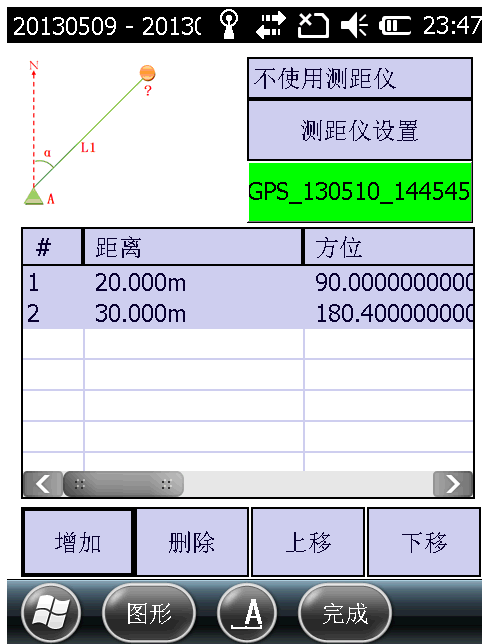 20130509 - 2013( 23:47
N
?
α
L1
A
不使用测距仪
测距仪设置
GPS_130510_144545
# 距离 方位
1 20.000m 90.0000000000
2 30.000m 180.400000000
增加 删除 上移 下移
图形 A 完成